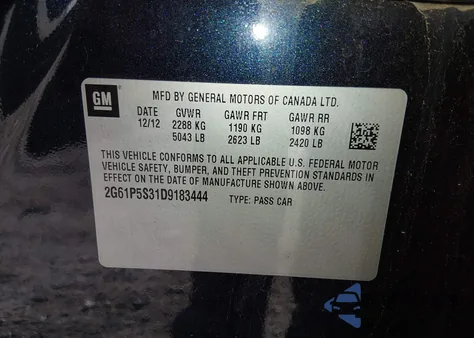 GM
MFD BY GENERAL MOTORS OF CANADA LTD.
DATE GVWR GAWR FRT GAWR RR
12/12 2288 KG 1190 KG 1098 KG
5043 LB 2623 LB 2420 LB
THIS VEHICLE CONFORMS TO ALL APPLICABLE U.S. FEDERAL MOTOR
VEHICLE SAFETY, BUMPER, AND THEFT PREVENTION STANDARDS IN
EFFECT ON THE DATE OF MANUFACTURE SHOWN ABOVE.
2G61P5S31D9183444 TYPE: PASS CAR